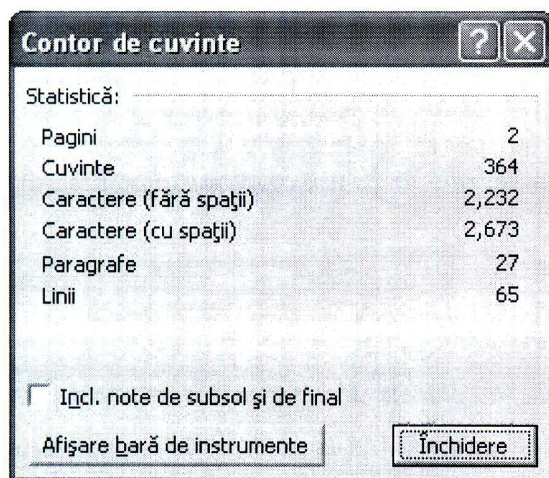 Contor de cuvinte
Statistică:
Pagini 2
Cuvinte 364
Caractere (fără spaţii) 2,232
Caractere (cu spaţii) 2,673
Paragrafe 27
Linii 65
Incl. note de subsol şi de final
Afişare bară de instrumente Închidere